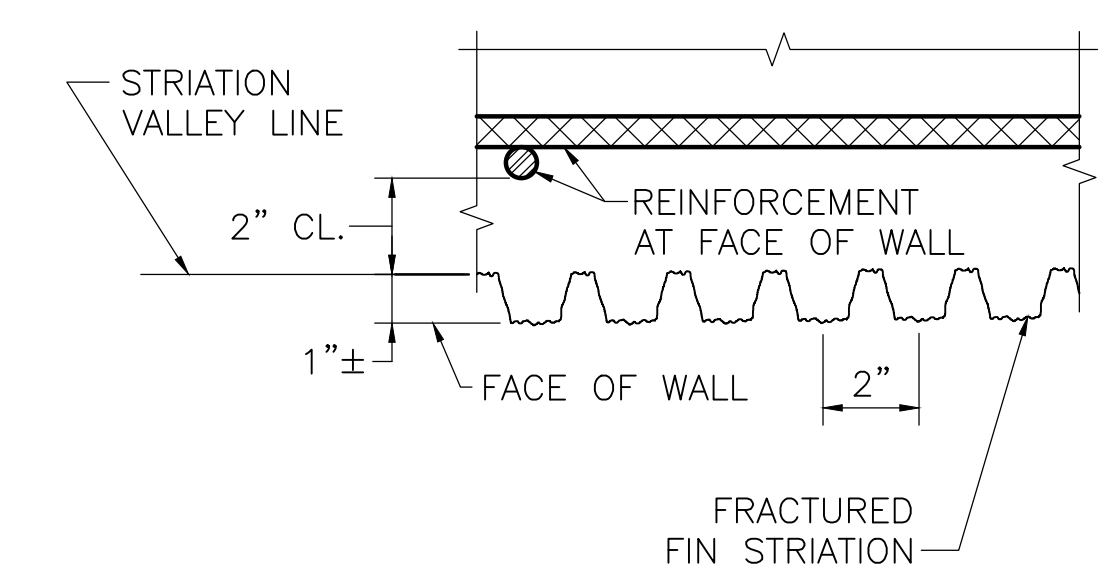 STRIATION
VALLEY LINE
2” CL.
REINFORCEMENT
AT FACE OF WALL
1”±
FACE OF WALL
2”
FRACTURED
FIN STRIATION